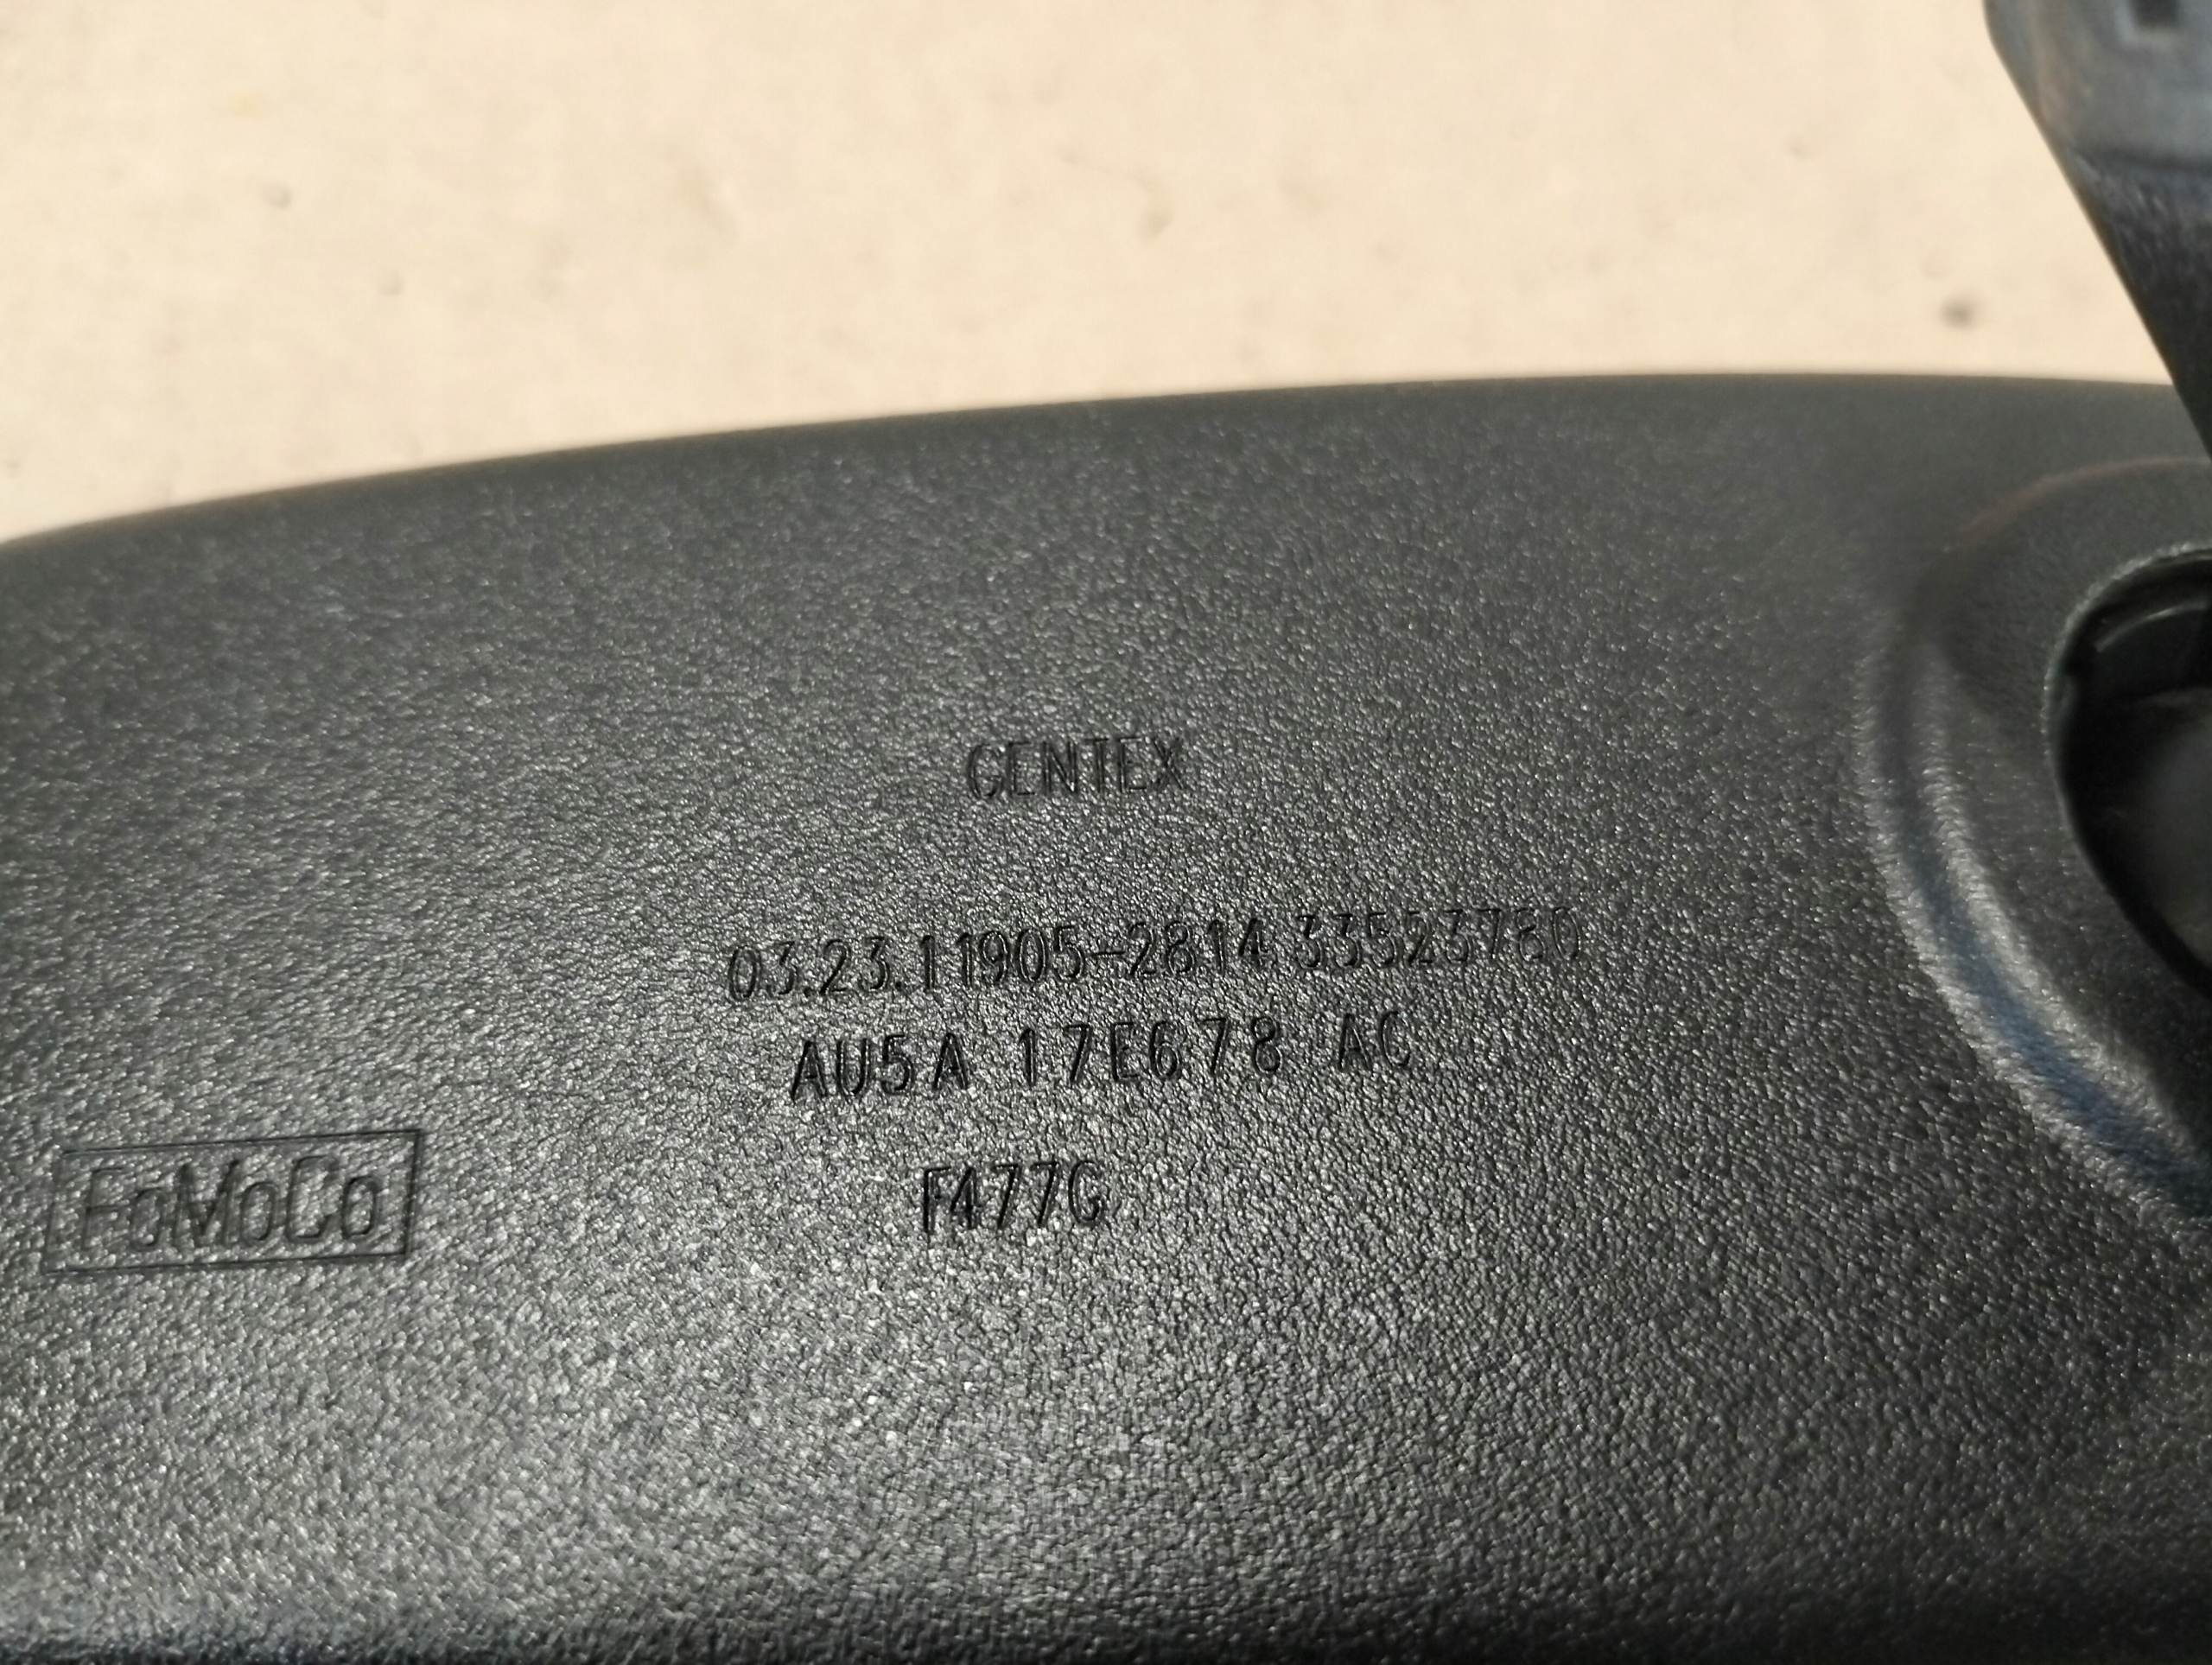 GENTEX
03.23.11905-2814 33523780
AU5A 17E678 AC
F477G
FoMoCo